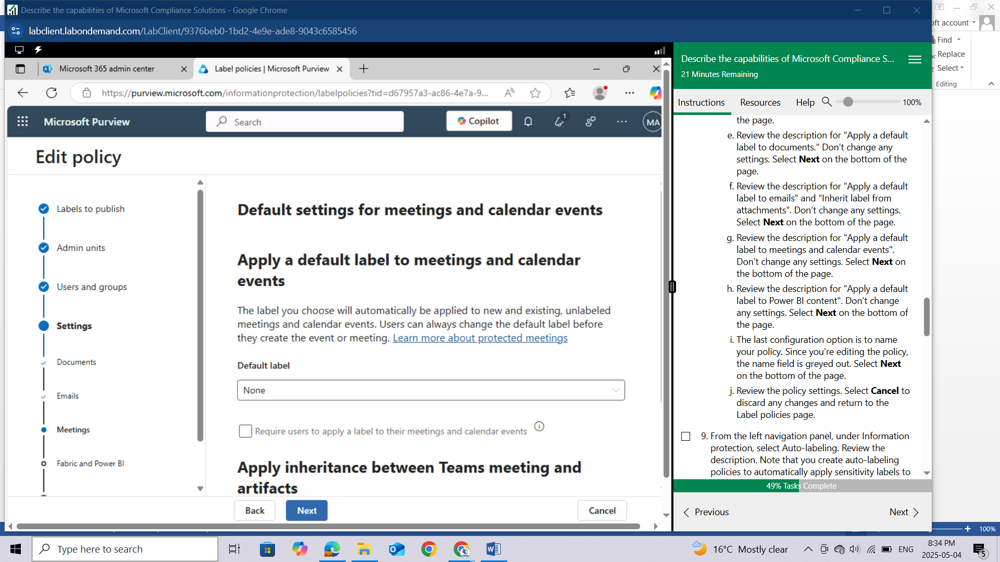 Describe the capabilities of Microsoft Compliance Solutions - Google Chrome
labclient.labondemand.com/LabClient/9376beb0-1bd2-4e9e-ade8-9043c6585456
Microsoft 365 admin center
Label policies | Microsoft Purview
https://purview.microsoft.com/informationprotection/labelpolicies?tid=d67957a3-ac86-4e7a-9...
Microsoft Purview
Search
Copilot
1
MA
Edit policy
Labels to publish
Admin units
Users and groups
Settings
Documents
Emails
Meetings
Fabric and Power BI
Default settings for meetings and calendar events
Apply a default label to meetings and calendar
events
The label you choose will automatically be applied to new and existing, unlabeled
meetings and calendar events. Users can always change the default label before
they create the event or meeting. Learn more about protected meetings
Default label
None
Require users to apply a label to their meetings and calendar events
Apply inheritance between Teams meeting and
artifacts
Back
Next
Cancel
Describe the capabilities of Microsoft Compliance S...
21 Minutes Remaining
Instructions
Resources
Help
100%
the page.
e. Review the description for "Apply a default
label to documents." Don't change any
settings. Select Next on the bottom of the
page.
f. Review the description for "Apply a default
label to emails" and "Inherit label from
attachments". Don't change any settings.
Select Next on the bottom of the page.
g. Review the description for "Apply a default
label to meetings and calendar events".
Don't change any settings. Select Next on
the bottom of the page.
h. Review the description for "Apply a default
label to Power BI content". Don't change
any settings. Select Next on the bottom of
the page.
i. The last configuration option is to name
your policy. Since you're editing the policy,
the name field is greyed out. Select Next
on the bottom of the page.
j. Review the policy settings. Select Cancel to
discard any changes and return to the
Label policies page.
9. From the left navigation panel, under Information
protection, select Auto-labeling. Review the
description. Note that you create auto-labeling
policies to automatically apply sensitivity labels to
49% Tasks Complete
Previous
Next
account
Find
Replace
Select
Editing
100%
Type here to search
16°C Mostly clear
ENG
8:34 PM
2025-05-04
5